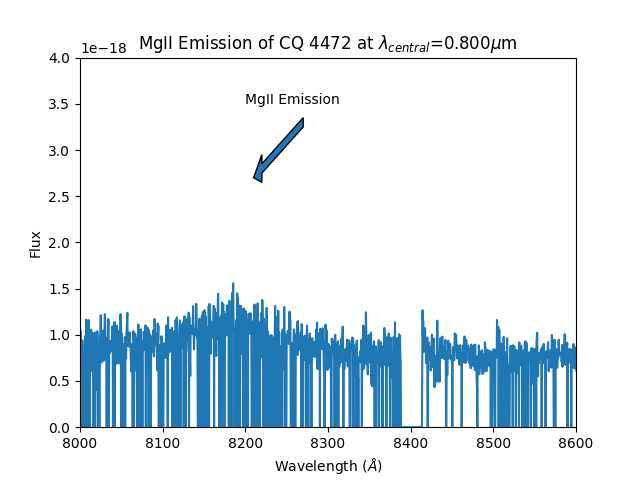 MgII Emission of CQ 4472 at λcentral=0.800μm
1e−18
4.0
3.5
3.0
2.5
2.0
1.5
1.0
0.5
0.0
Flux
MgII Emission
8000 8100 8200 8300 8400 8500 8600
Wavelength (Å)